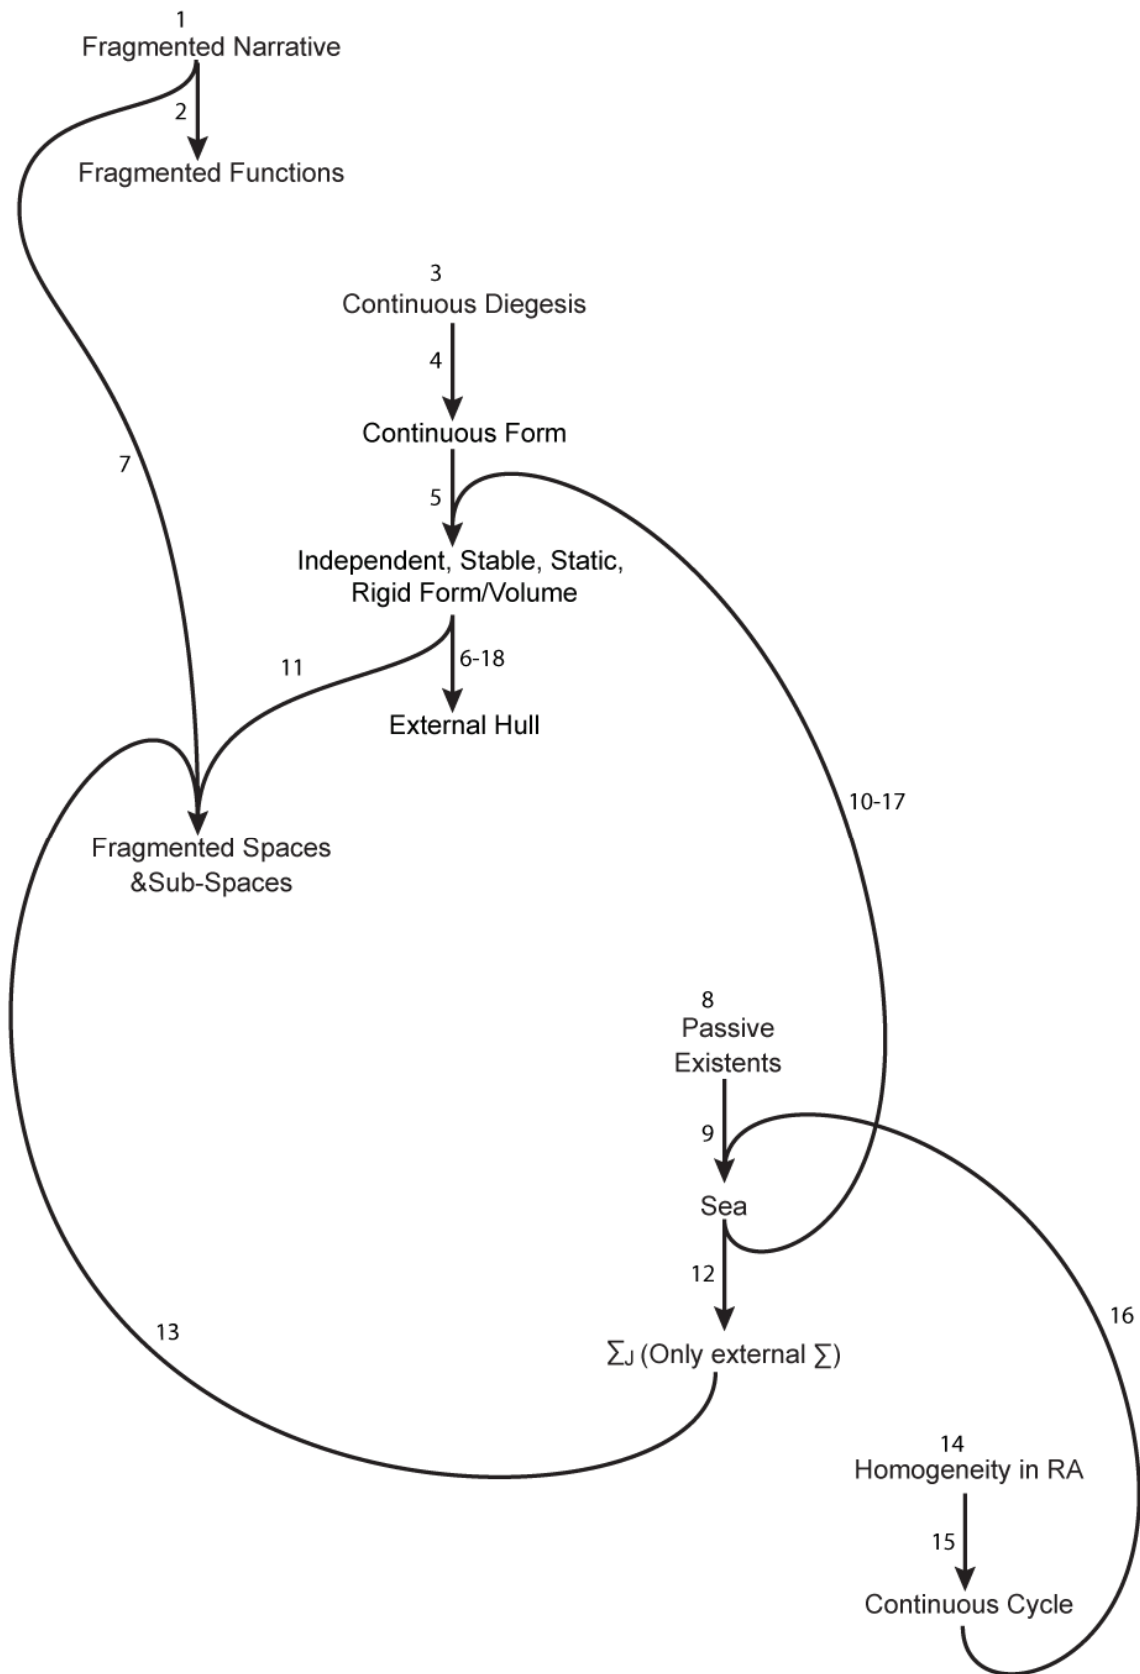 1
Fragmented Narrative
2
Fragmented Functions
3
Continuous Diegesis
4
Continuous Form
7
5
Independent, Stable, Static,
Rigid Form/Volume
11
6-18
External Hull
10-17
Fragmented Spaces
&Sub-Spaces
8
Passive
Existents
9
Sea
12
16
13
∑J (Only external ∑)
14
Homogeneity in RA
15
Continuous Cycle